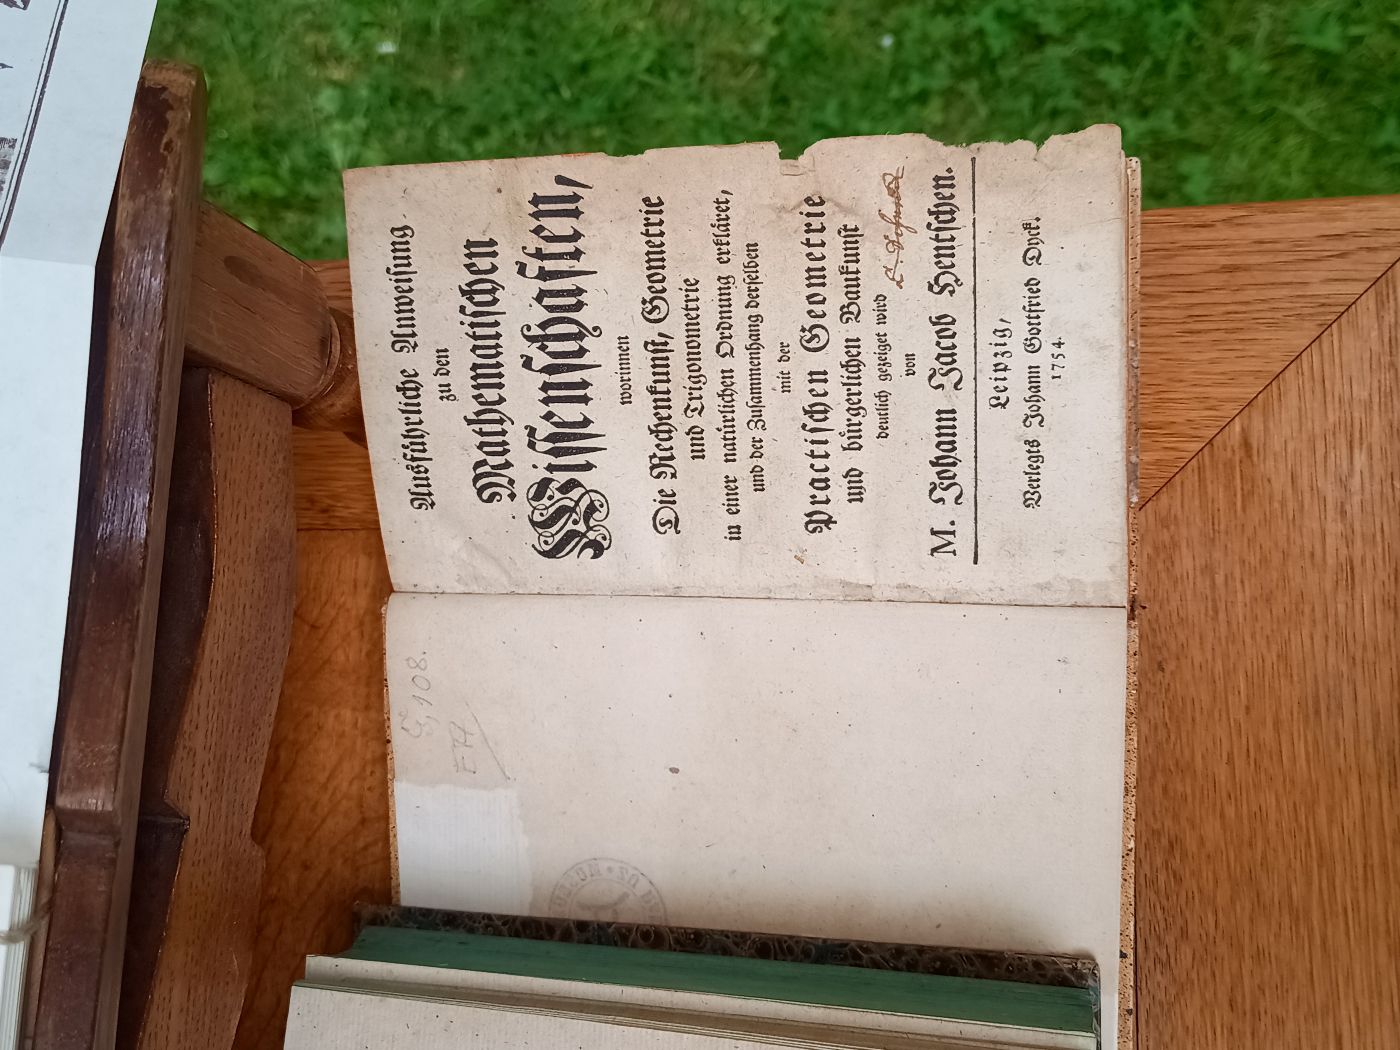 Ausführliche Anweisung
zu den
Mathematischen
Wissenschaften,
worinnen
Die Rechenkunst, Geometrie
und Trigonometrie
in einer natürlichen Ordnung erkläret,
und der Zusammenhang derselben
mit der
Practischen Geometrie
und bürgerlichen Baukunst
deutlich gezeiget wird
von
M. Johann Jacob Hentschen.
Leipzig,
Verlegts Johann Gottfried Dyck.
1754.
108.